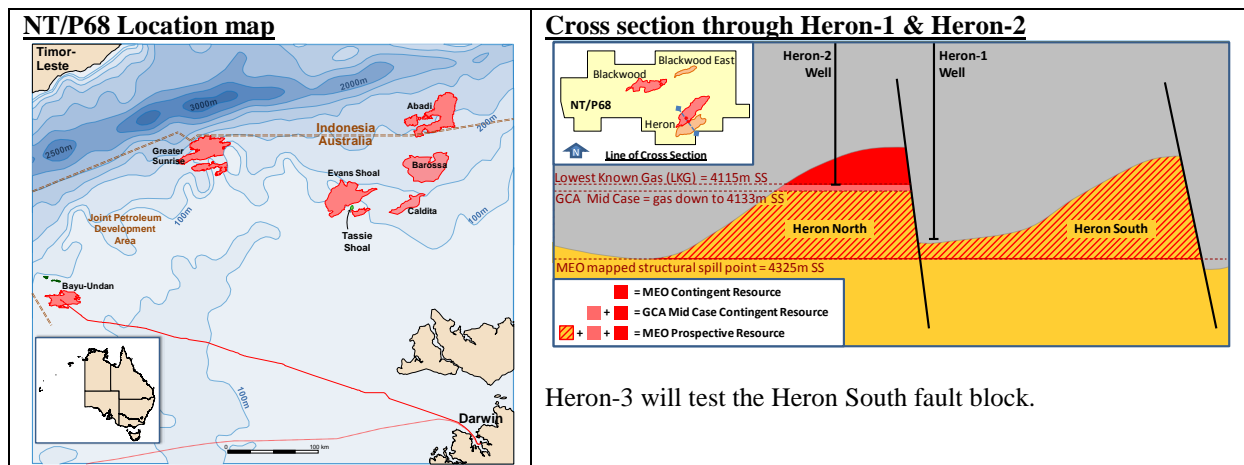 NT/P68 Location map
Timor-
Leste
2000m
3000m
2500m
Abadi
200m
Indonesia
Australia
Greater
Sunrise
Barossa
Evans Shoal
Caldita
100m
100m
Joint Petroleum
Development
Area
Tassie
Shoal
Bayu-Undan
100m
Darwin
0
100 km
Cross section through Heron-1 & Heron-2
Blackwood East
Blackwood
NT/P68
Heron
N
Line of Cross Section
Heron-2
Well
Heron-1
Well
Lowest Known Gas (LKG) = 4115m SS
GCA Mid Case = gas down to 4133m SS
Heron North
Heron South
MEO mapped structural spill point = 4325m SS
= MEO Contingent Resource
+ = GCA Mid Case Contingent Resource
+ + = MEO Prospective Resource
Heron-3 will test the Heron South fault block.